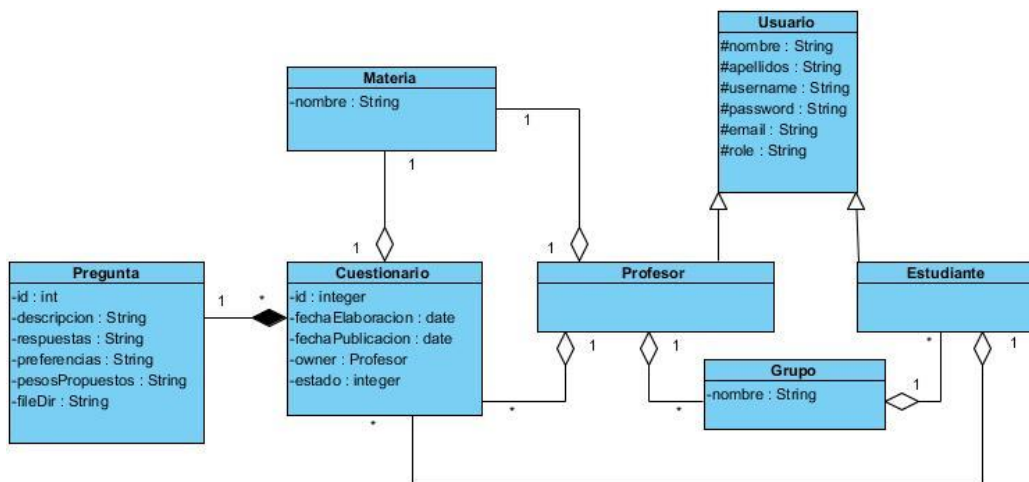 Usuario
#nombre : String
#apellidos : String
#username : String
#password : String
#email : String
#role : String
Materia
-nombre : String
1
1
1
1
Pregunta
-id : int
-descripcion : String
-respuestas : String
-preferencias : String
-pesosPropuestos : String
-fileDir : String
1
*
Cuestionario
-id : integer
-fechaElaboracion : date
-fechaPublicacion : date
-owner : Profesor
-estado : integer
*
*
Profesor
1
1
*
Grupo
-nombre : String
1
*
Estudiante
1